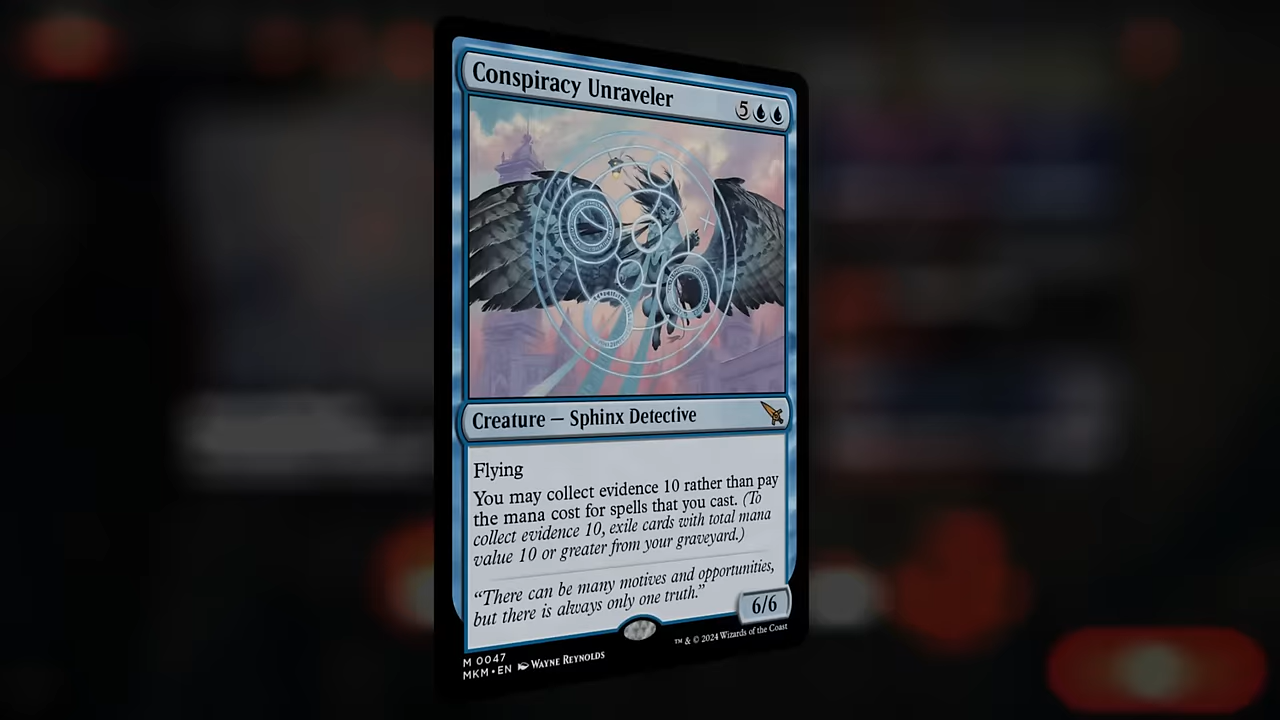 Conspiracy Unraveler
5
Creature — Sphinx Detective
Flying
You may collect evidence 10 rather than pay
the mana cost for spells that you cast. (To
collect evidence 10, exile cards with total mana
value 10 or greater from your graveyard.)
“There can be many motives and opportunities,
but there is always only one truth.”
6/6
M 0047
MKM • EN Wayne Reynolds
™ & © 2024 Wizards of the Coast